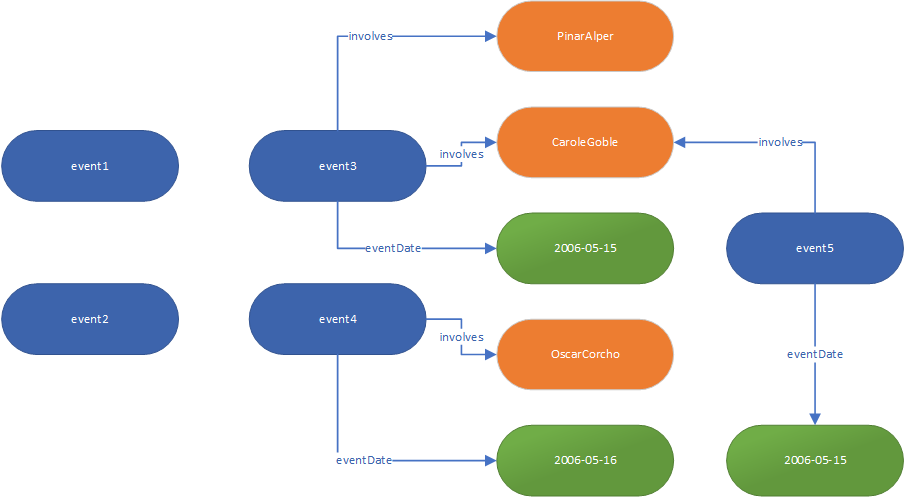 involves
PinarAlper
event1
event3
involves
CaroleGoble
involves
eventDate
2006-05-15
event5
event2
event4
involves
OscarCorcho
eventDate
eventDate
2006-05-16
2006-05-15